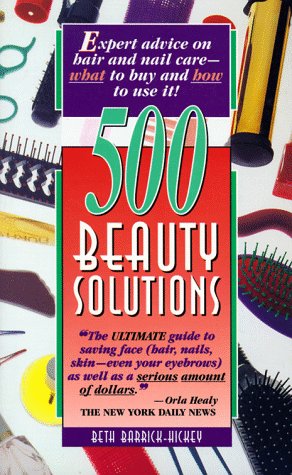 Expert advice on
hair and nail care—
what to buy and how
to use it!
500
BEAUTY
SOLUTIONS
"The ULTIMATE guide to
saving face (hair, nails,
skin—even your eyebrows)
as well as a serious amount
of dollars."
—Orla Healy
THE NEW YORK DAILY NEWS
BETH BARRICK-HICKEY